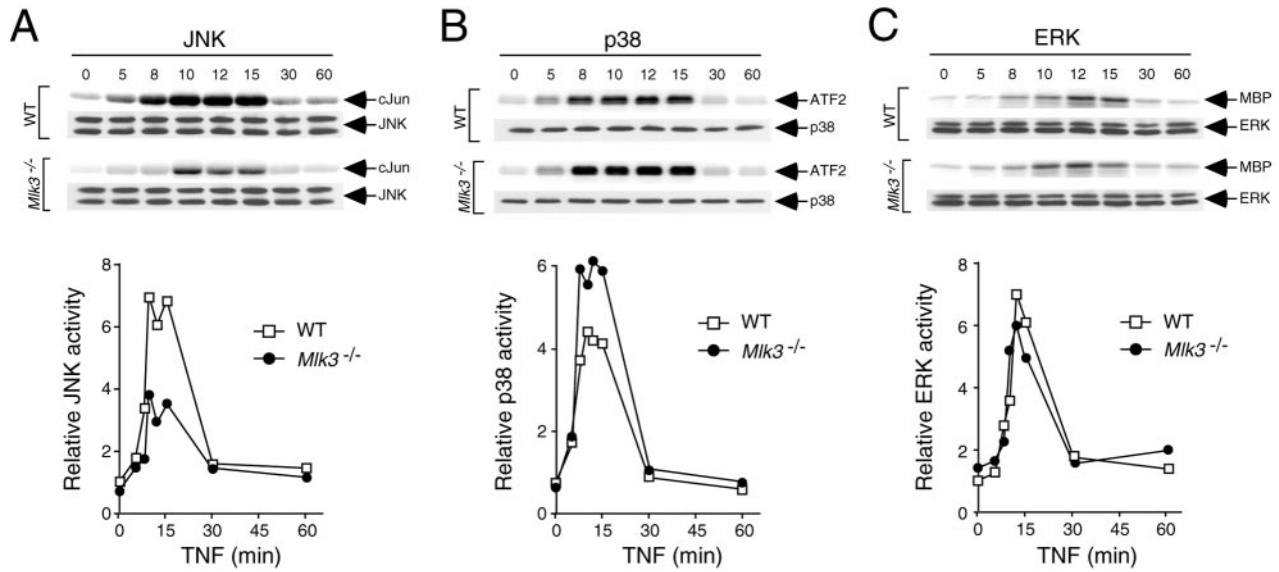 A
JNK
0 5 8 10 12 15 30 60
WT
cJun
JNK
Mlk3 -/-
cJun
JNK
8
6
4
2
0
Relative JNK activity
WT
Mlk3 -/-
0 15 30 45 60
TNF (min)
B
p38
0 5 8 10 12 15 30 60
WT
ATF2
p38
Mlk3 -/-
ATF2
p38
6
4
2
0
Relative p38 activity
WT
Mlk3 -/-
0 15 30 45 60
TNF (min)
C
ERK
0 5 8 10 12 15 30 60
WT
MBP
ERK
Mlk3 -/-
MBP
ERK
8
6
4
2
0
Relative ERK activity
WT
Mlk3 -/-
0 15 30 45 60
TNF (min)